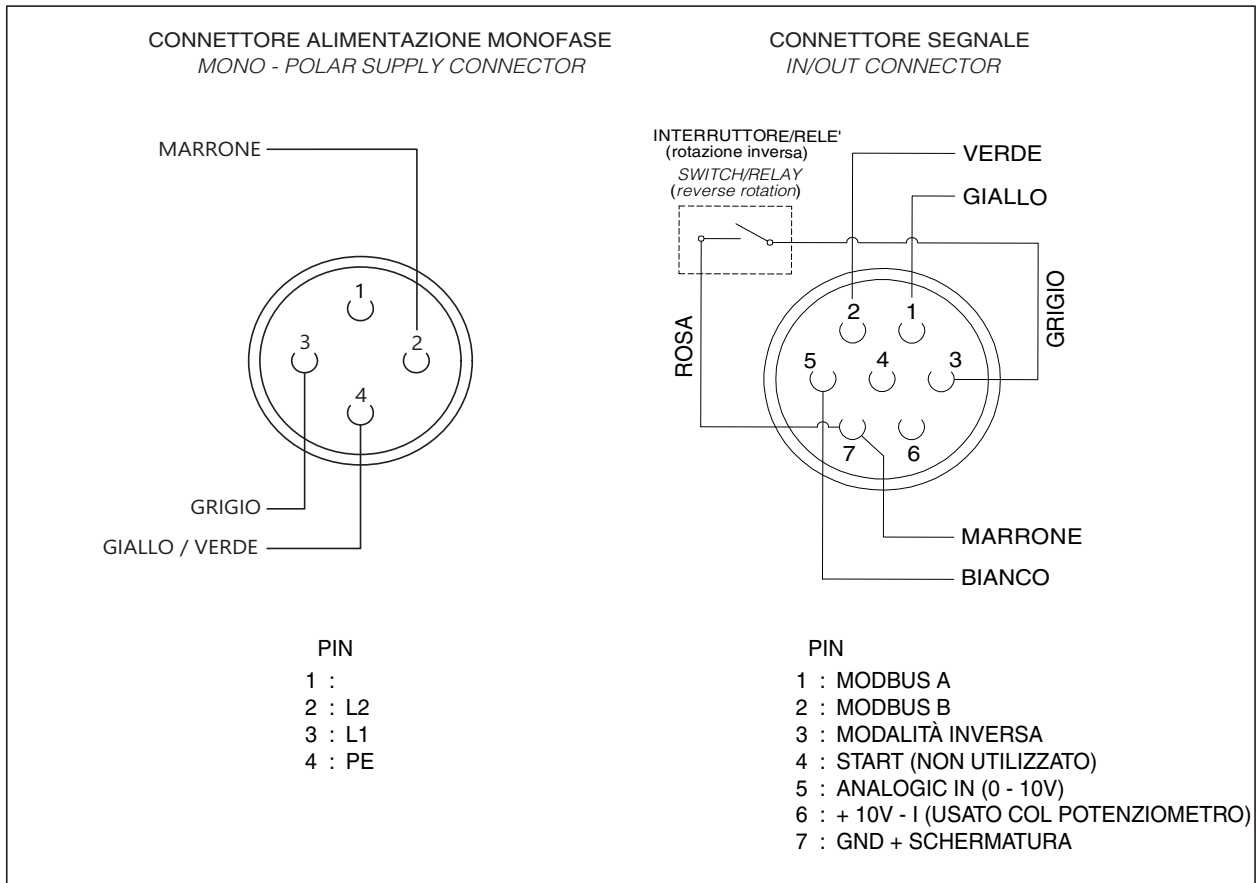 CONNETTORE ALIMENTAZIONE MONOFASE
MONO - POLAR SUPPLY CONNECTOR
MARRONE
1
3
2
4
GRIGIO
GIALLO / VERDE
PIN
1 :
2 : L2
3 : L1
4 : PE
CONNETTORE SEGNALE
IN/OUT CONNECTOR
INTERRUTTORE/RELE'
(rotazione inversa)
SWITCH/RELAY
(reverse rotation)
VERDE
GIALLO
GRIGIO
ROSA
2
1
5
4
3
7
6
MARRONE
BIANCO
PIN
1 : MODBUS A
2 : MODBUS B
3 : MODALITÀ INVERSA
4 : START (NON UTILIZZATO)
5 : ANALOGIC IN (0 - 10V)
6 : + 10V - I (USATO COL POTENZIOMETRO)
7 : GND + SCHERMATURA